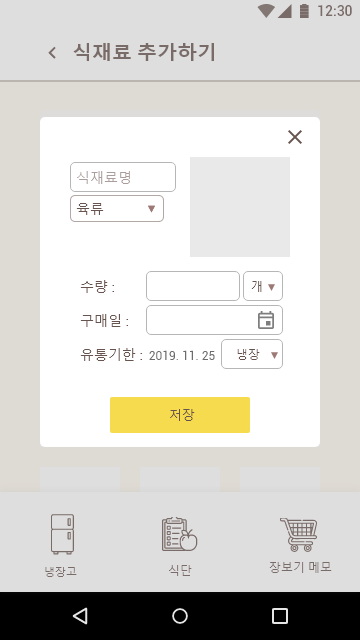 12:30
식재료 추가하기
식재료명
육류
수량 :
개
구매일 :
유통기한 : 2019. 11. 25 냉장
저장
냉장고
식단
장보기 메모